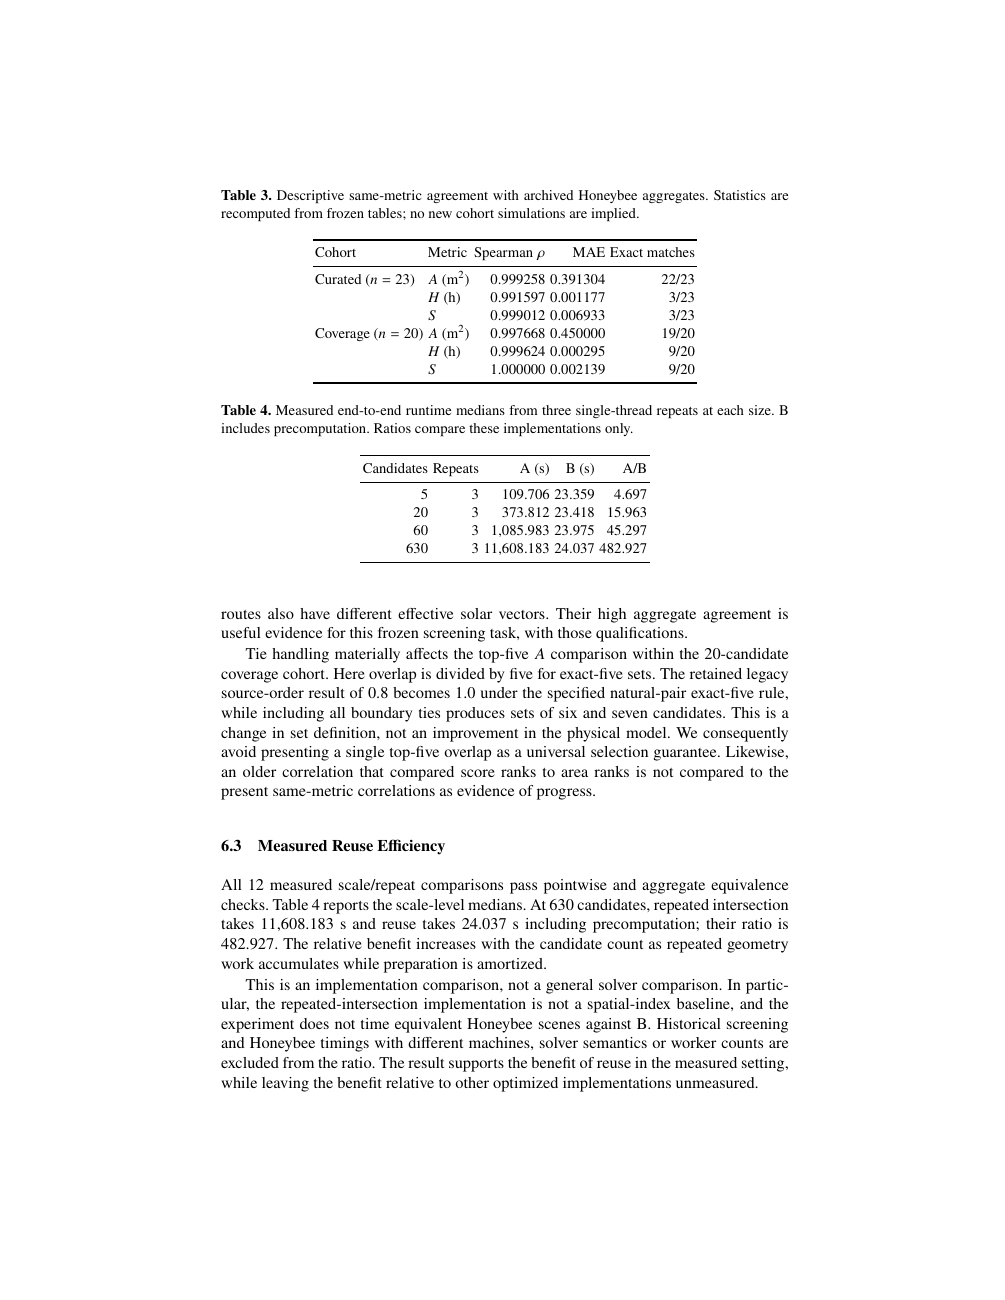 Table 3. Descriptive same-metric agreement with archived Honeybee aggregates. Statistics are
recomputed from frozen tables; no new cohort simulations are implied.
Cohort Metric Spearman ρ MAE Exact matches
Curated (n = 23) A (m²) 0.999258 0.391304 22/23
H (h) 0.991597 0.001177 3/23
S 0.999012 0.006933 3/23
Coverage (n = 20) A (m²) 0.997668 0.450000 19/20
H (h) 0.999624 0.000295 9/20
S 1.000000 0.002139 9/20
Table 4. Measured end-to-end runtime medians from three single-thread repeats at each size. B
includes precomputation. Ratios compare these implementations only.
Candidates Repeats A (s) B (s) A/B
5 3 109.706 23.359 4.697
20 3 373.812 23.418 15.963
60 3 1,085.983 23.975 45.297
630 3 11,608.183 24.037 482.927
routes also have different effective solar vectors. Their high aggregate agreement is
useful evidence for this frozen screening task, with those qualifications.
Tie handling materially affects the top-five A comparison within the 20-candidate
coverage cohort. Here overlap is divided by five for exact-five sets. The retained legacy
source-order result of 0.8 becomes 1.0 under the specified natural-pair exact-five rule,
while including all boundary ties produces sets of six and seven candidates. This is a
change in set definition, not an improvement in the physical model. We consequently
avoid presenting a single top-five overlap as a universal selection guarantee. Likewise,
an older correlation that compared score ranks to area ranks is not compared to the
present same-metric correlations as evidence of progress.
6.3 Measured Reuse Efficiency
All 12 measured scale/repeat comparisons pass pointwise and aggregate equivalence
checks. Table 4 reports the scale-level medians. At 630 candidates, repeated intersection
takes 11,608.183 s and reuse takes 24.037 s including precomputation; their ratio is
482.927. The relative benefit increases with the candidate count as repeated geometry
work accumulates while preparation is amortized.
This is an implementation comparison, not a general solver comparison. In partic-
ular, the repeated-intersection implementation is not a spatial-index baseline, and the
experiment does not time equivalent Honeybee scenes against B. Historical screening
and Honeybee timings with different machines, solver semantics or worker counts are
excluded from the ratio. The result supports the benefit of reuse in the measured setting,
while leaving the benefit relative to other optimized implementations unmeasured.